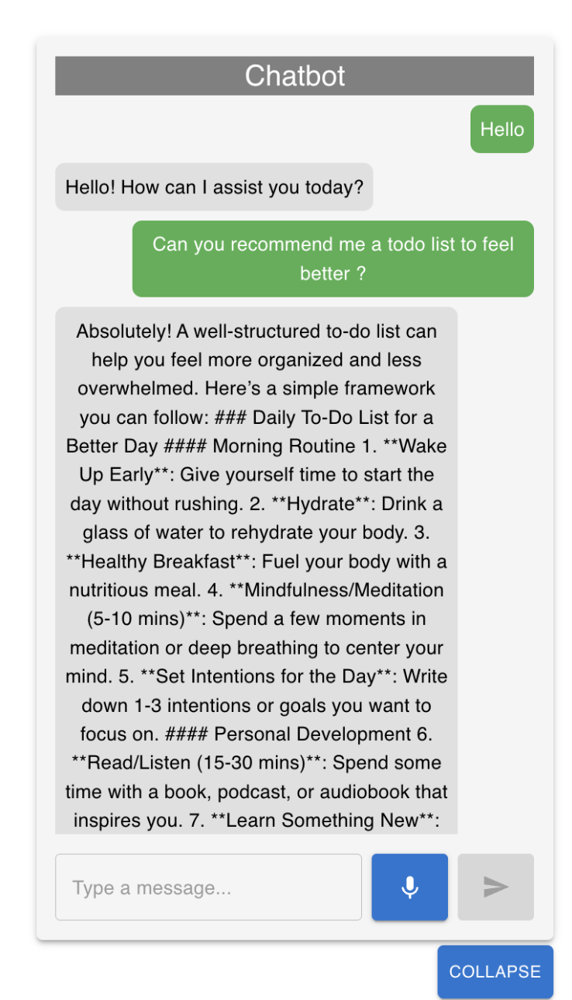 Chatbot
Hello
Hello! How can I assist you today?
Can you recommend me a todo list to feel
better ?
Absolutely! A well-structured to-do list can
help you feel more organized and less
overwhelmed. Here’s a simple framework
you can follow: ### Daily To-Do List for a
Better Day #### Morning Routine 1. **Wake
Up Early**: Give yourself time to start the
day without rushing. 2. **Hydrate**: Drink a
glass of water to rehydrate your body. 3.
**Healthy Breakfast**: Fuel your body with a
nutritious meal. 4. **Mindfulness/Meditation
(5-10 mins)**: Spend a few moments in
meditation or deep breathing to center your
mind. 5. **Set Intentions for the Day**: Write
down 1-3 intentions or goals you want to
focus on. #### Personal Development 6.
**Read/Listen (15-30 mins)**: Spend some
time with a book, podcast, or audiobook that
inspires you. 7. **Learn Something New**:
Type a message...
COLLAPSE